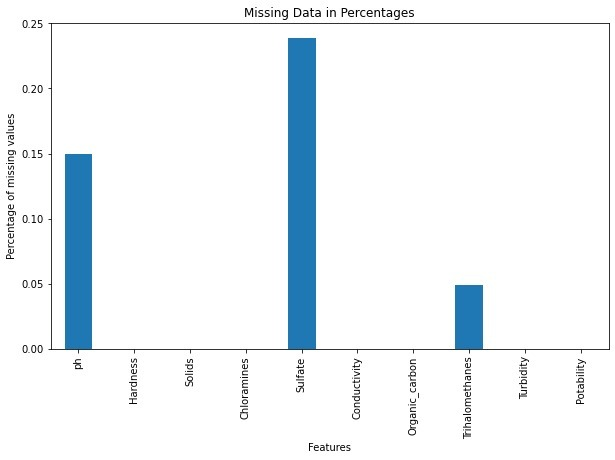 Missing Data in Percentages
Percentage of missing values
0.25
0.20
0.15
0.10
0.05
0.00
ph
Hardness
Solids
Chloramines
Sulfate
Conductivity
Organic_carbon
Trihalomethanes
Turbidity
Potability
Features